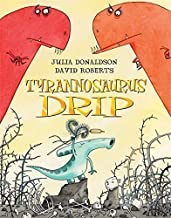 JULIA DONALDSON
DAVID ROBERTS
TYRANNOSAURUS
DRIP